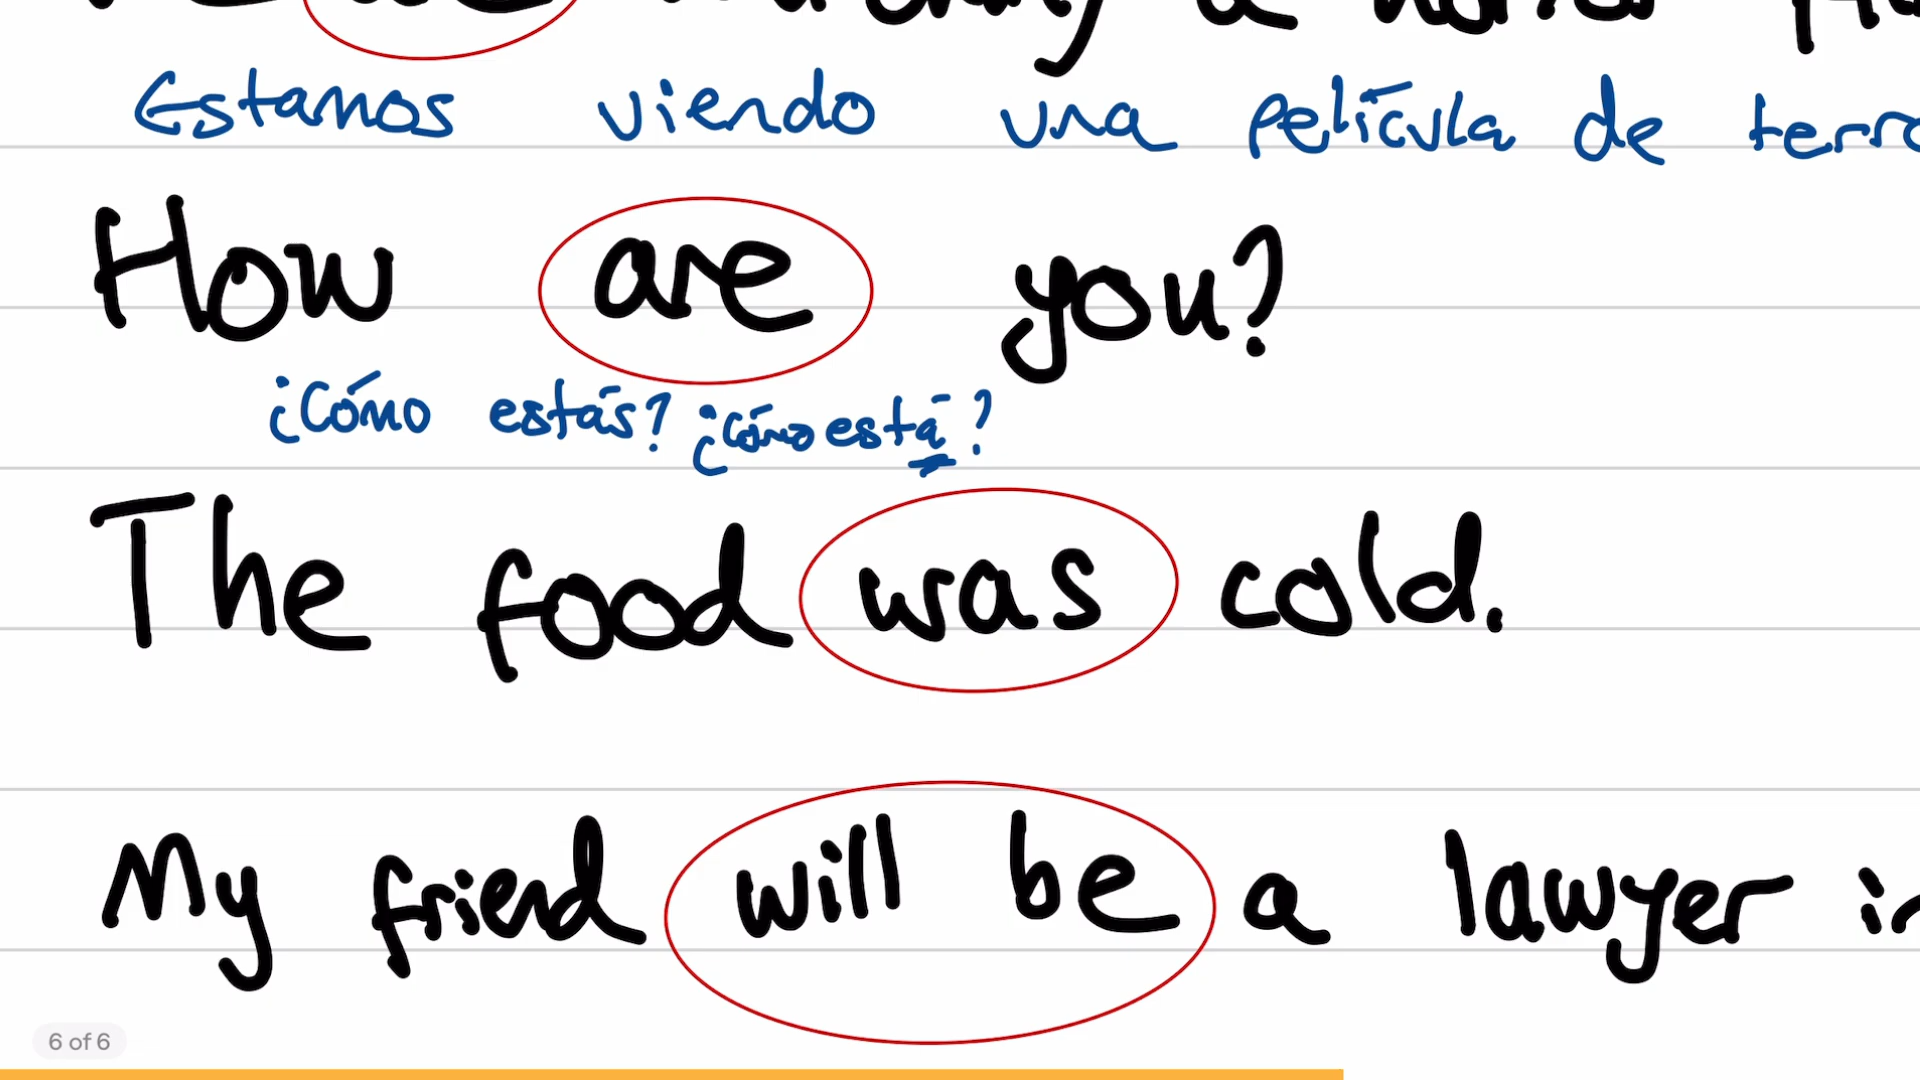 a
Estamos viendo una película de
How are you?
¿Cómo estás? ¿Cómo está?
The food was cold.
My friend will be a lawyer
6 of 6